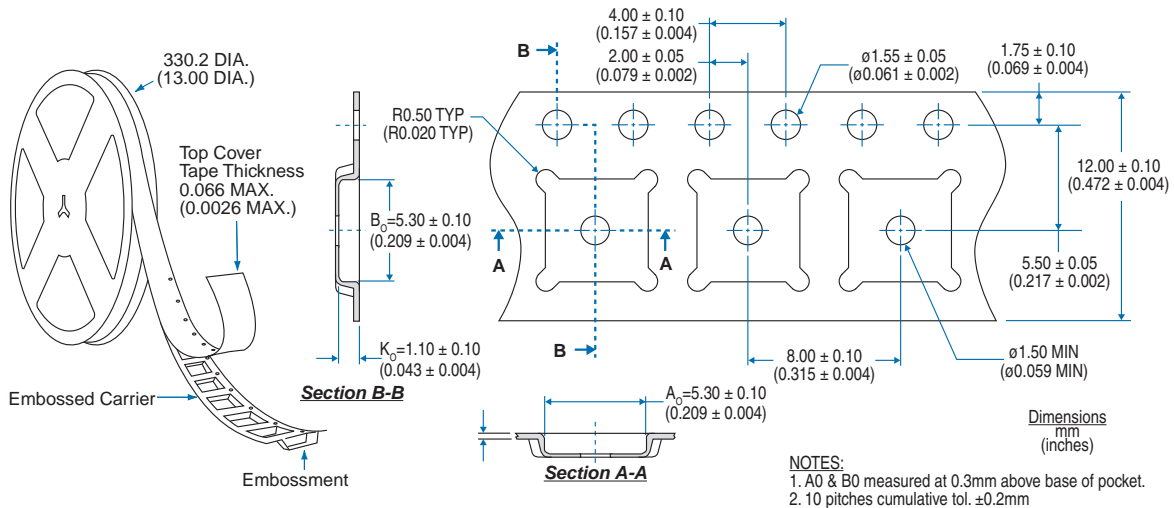 330.2 DIA.
(13.00 DIA.)
Top Cover
Tape Thickness
0.066 MAX.
(0.0026 MAX.)
Embossed Carrier
Embossment
B₀=5.30 ± 0.10
(0.209 ± 0.004)
K₀=1.10 ± 0.10
(0.043 ± 0.004)
Section B-B
B
4.00 ± 0.10
(0.157 ± 0.004)
2.00 ± 0.05
(0.079 ± 0.002)
ø1.55 ± 0.05
(ø0.061 ± 0.002)
1.75 ± 0.10
(0.069 ± 0.004)
R0.50 TYP
(R0.020 TYP)
12.00 ± 0.10
(0.472 ± 0.004)
A
A
5.50 ± 0.05
(0.217 ± 0.002)
B
8.00 ± 0.10
(0.315 ± 0.004)
ø1.50 MIN
(ø0.059 MIN)
A₀=5.30 ± 0.10
(0.209 ± 0.004)
Section A-A
Dimensions
mm
(inches)
NOTES:
1. A0 & B0 measured at 0.3mm above base of pocket.
2. 10 pitches cumulative tol. ±0.2mm